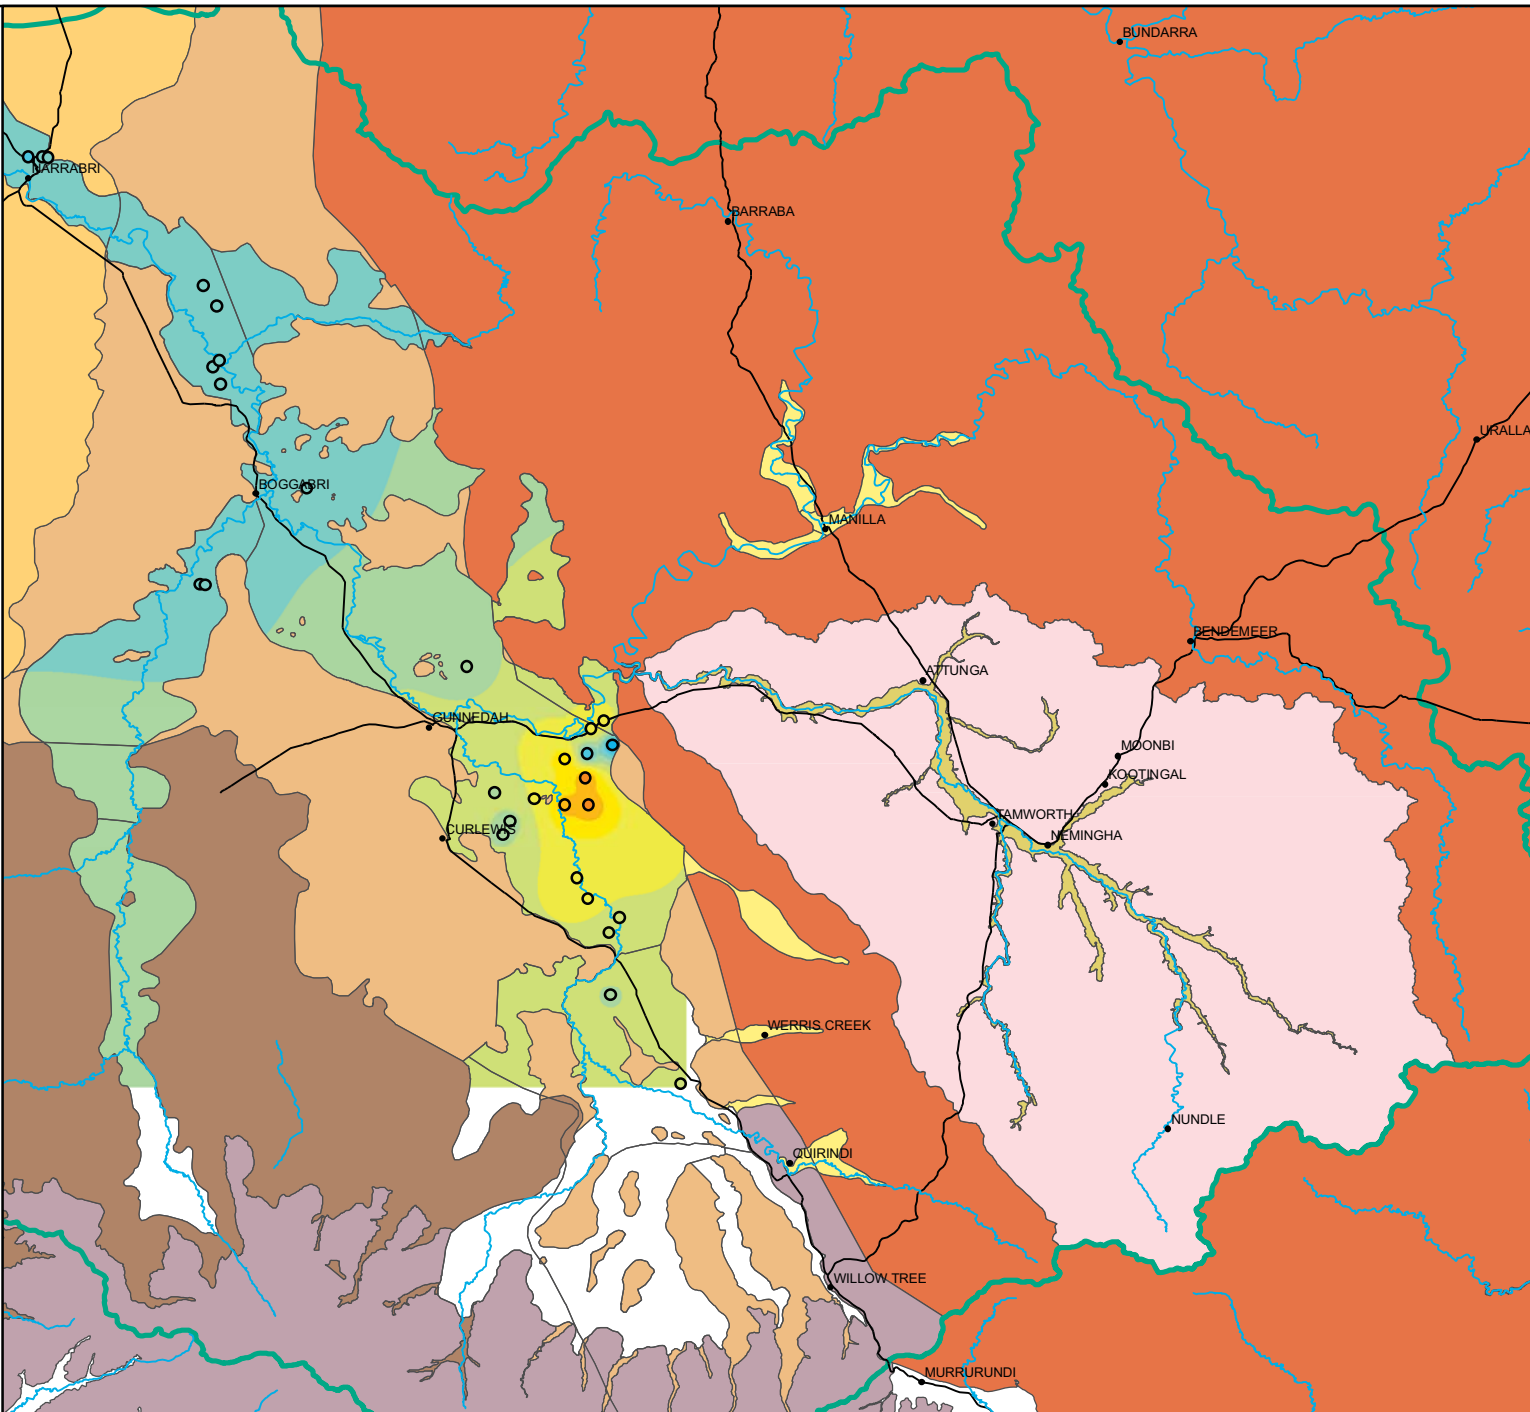 BUNDARRA
NARRABRI
BARRABA
URALLA
BOGGABRI
MANILLA
BENDEMEER
ATTUNGA
GUNNEDAH
MOONBI
KOOTINGAL
TAMWORTH
CURLEWIS
NEMINGHA
WERRIS CREEK
NUNDLE
QUIRINDI
WILLOW TREE
MURRURUNDI